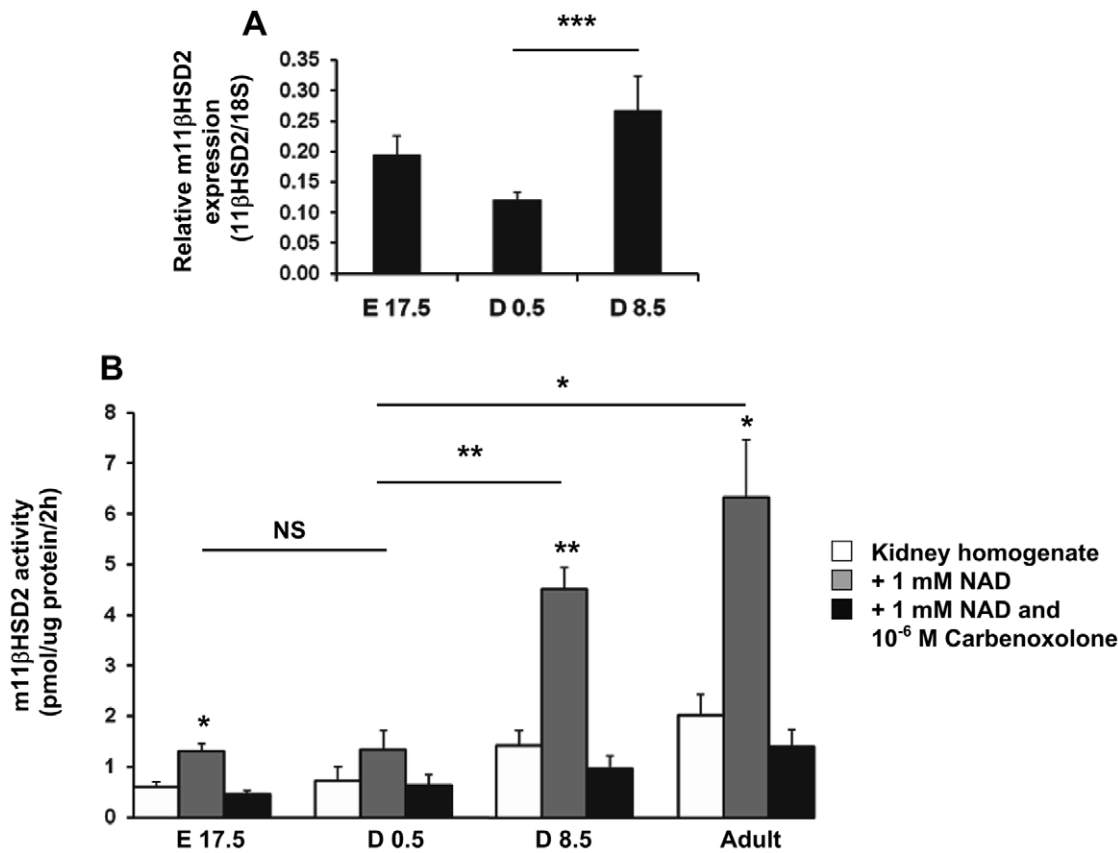 A
***
Relative m11βHSD2
expression
(11βHSD2/18S)
0.35
0.30
0.25
0.20
0.15
0.10
0.05
0.00
E 17.5 D 0.5 D 8.5
B
*
*
**
NS
**
*
m11βHSD2 activity
(pmol/ug protein/2h)
8
7
6
5
4
3
2
1
0
E 17.5 D 0.5 D 8.5 Adult
Kidney homogenate
+ 1 mM NAD
+ 1 mM NAD and
10⁻⁶ M Carbenoxolone